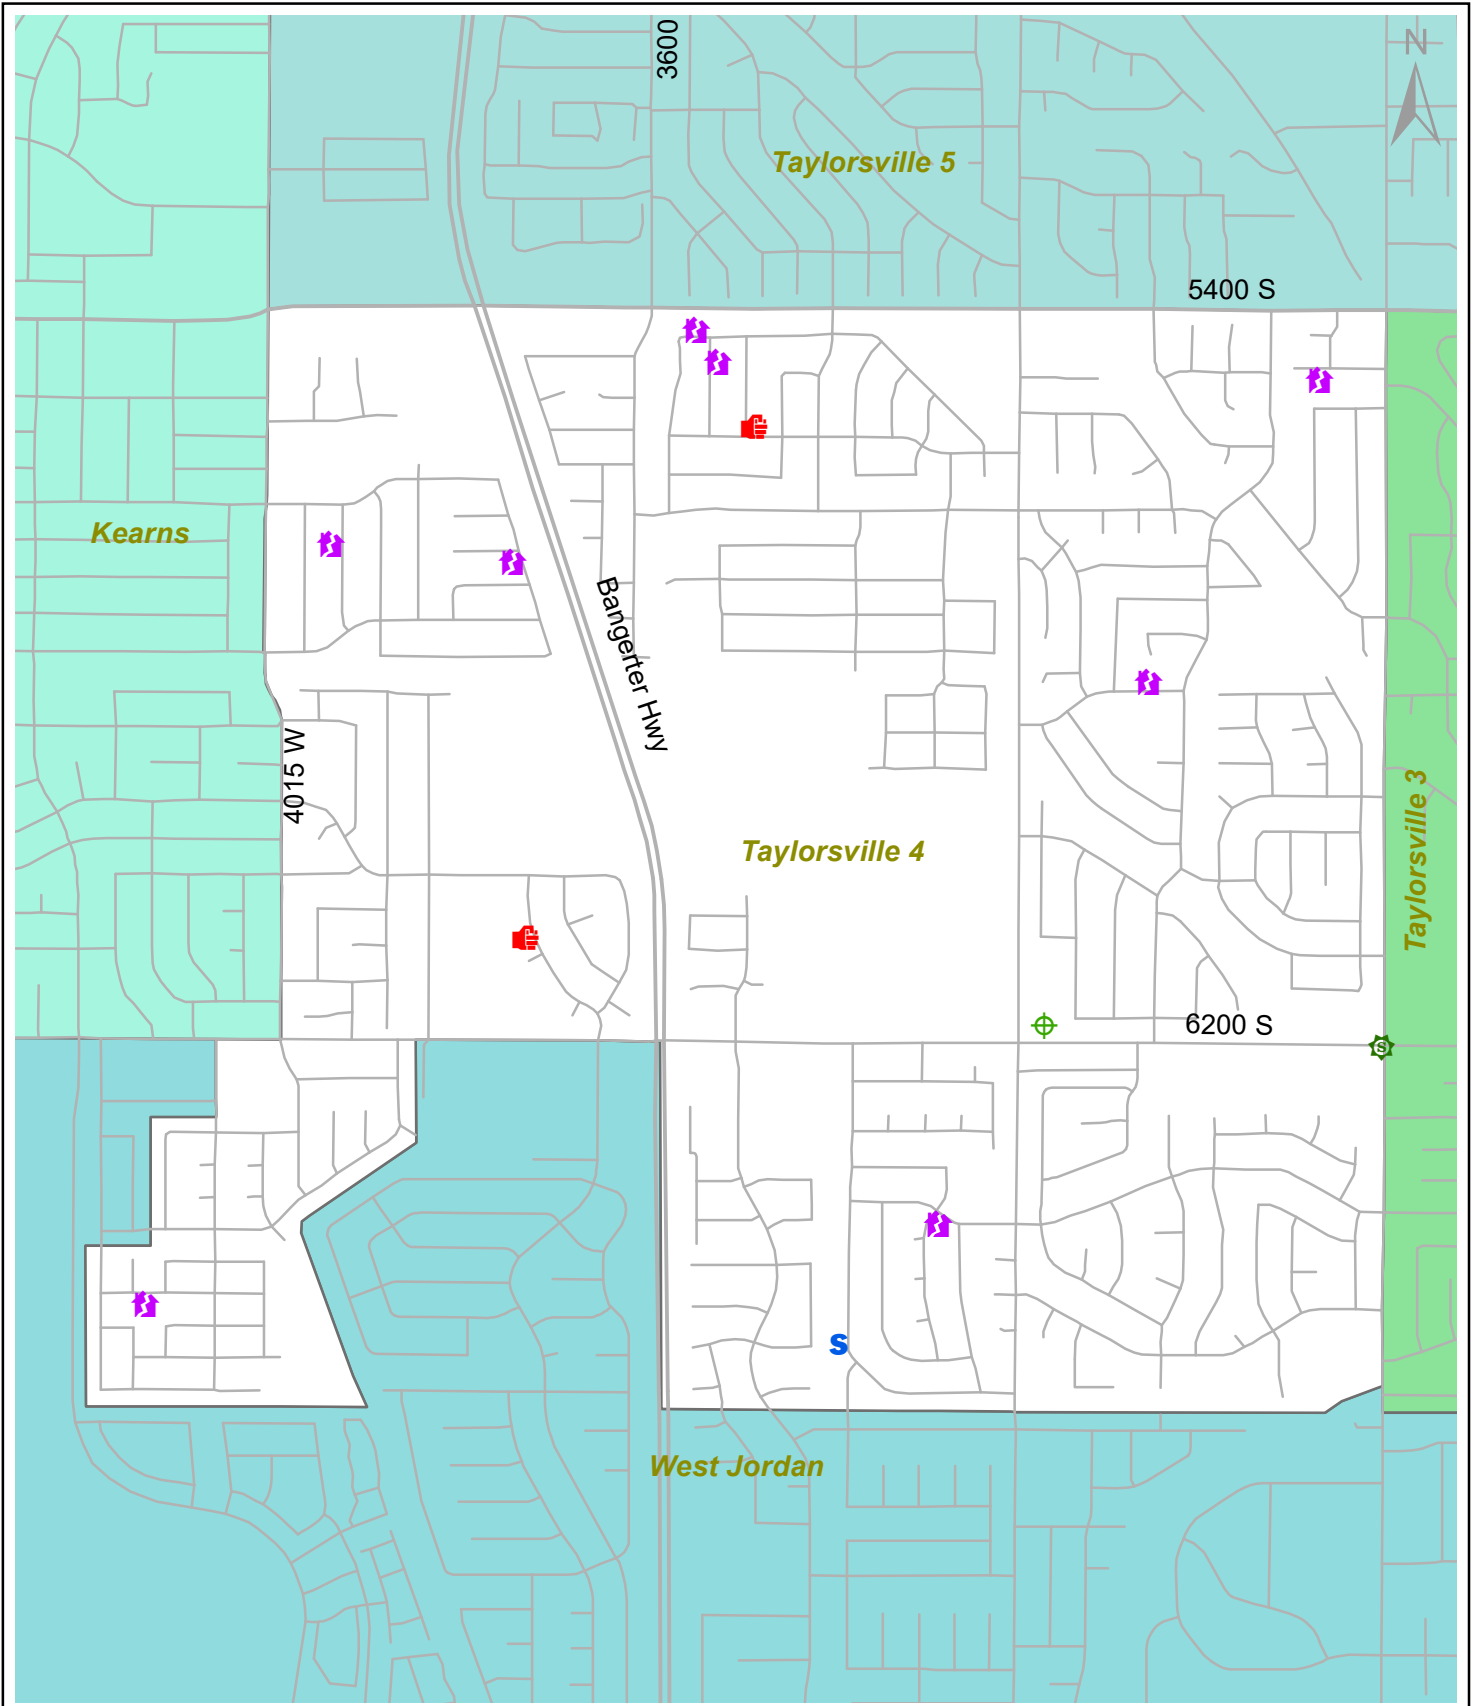 3600
N
Taylorsville 5
5400 S
Kearns
Bangerter Hwy
4015 W
Taylorsville 4
Taylorsville 3
6200 S
S
S
West Jordan